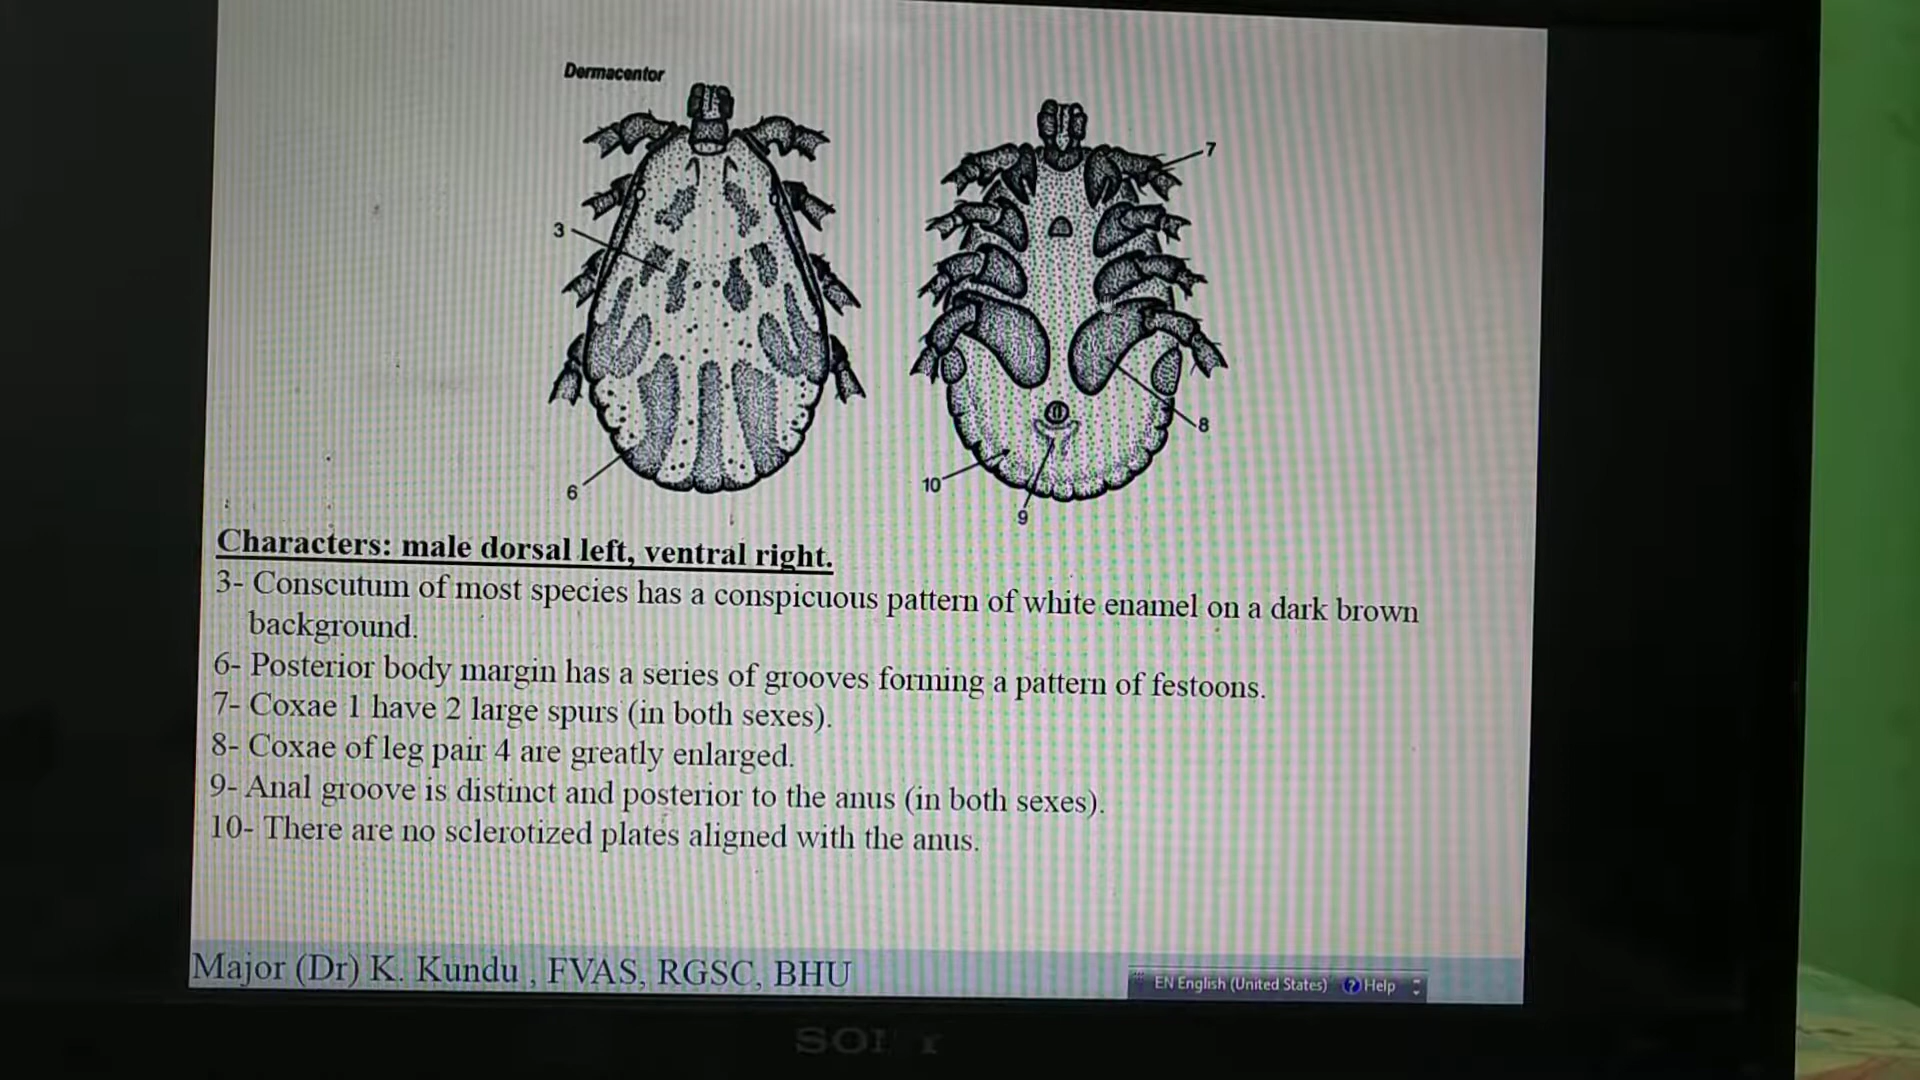 Dermacentor
7
3
8
10
6
9
Characters: male dorsal left, ventral right.
3- Conscutum of most species has a conspicuous pattern of white enamel on a dark brown
background.
6- Posterior body margin has a series of grooves forming a pattern of festoons.
7- Coxae 1 have 2 large spurs (in both sexes).
8- Coxae of leg pair 4 are greatly enlarged.
9- Anal groove is distinct and posterior to the anus (in both sexes).
10- There are no sclerotized plates aligned with the anus.
Major (Dr) K. Kundu , FVAS, RGSC, BHU
EN English (United States) ? Help
SONY